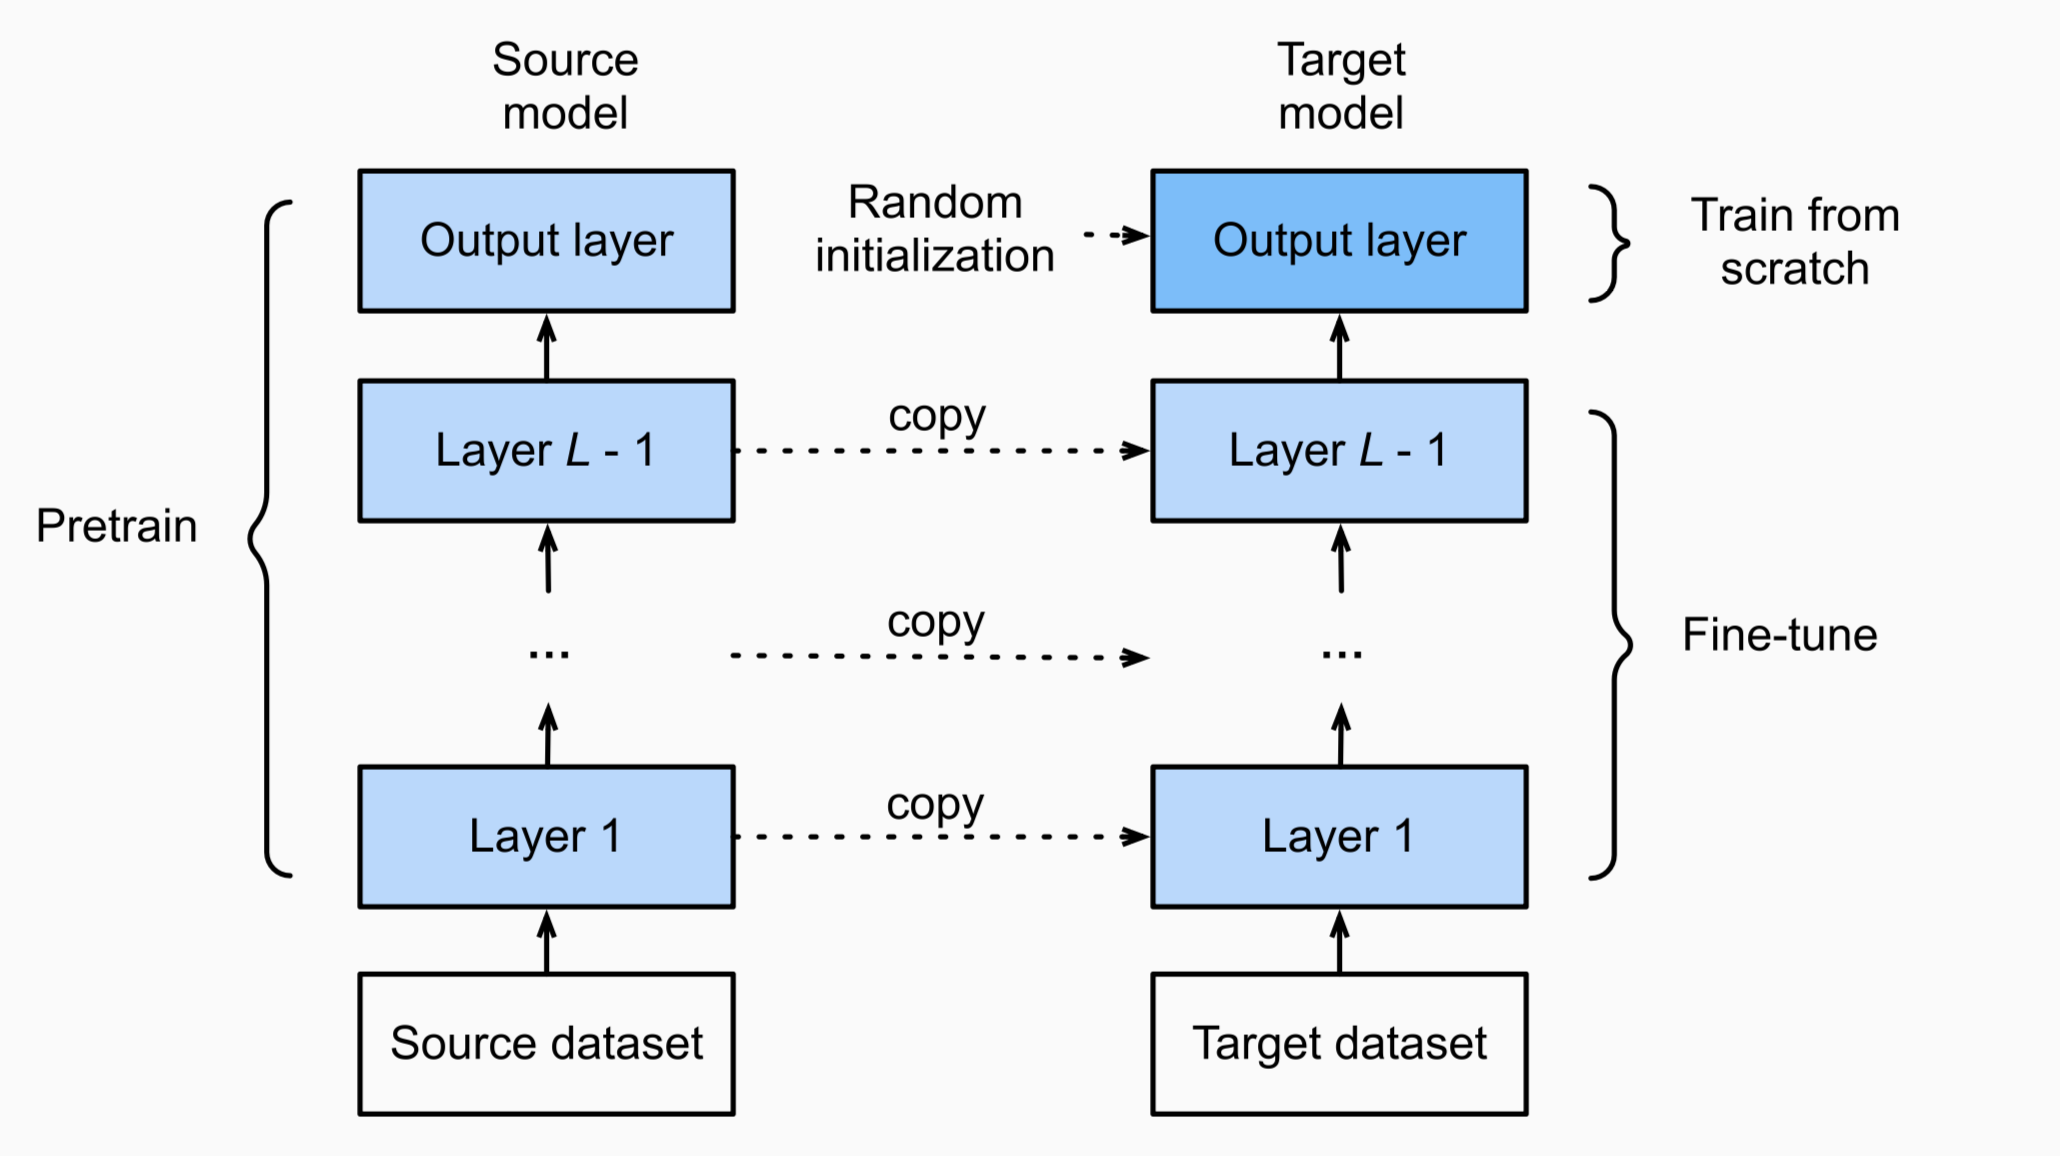 Source
model
Target
model
Output layer
Random
initialization
Output layer
Train from
scratch
Layer L - 1
copy
Layer L - 1
Pretrain
...
copy
...
Fine-tune
Layer 1
copy
Layer 1
Source dataset
Target dataset